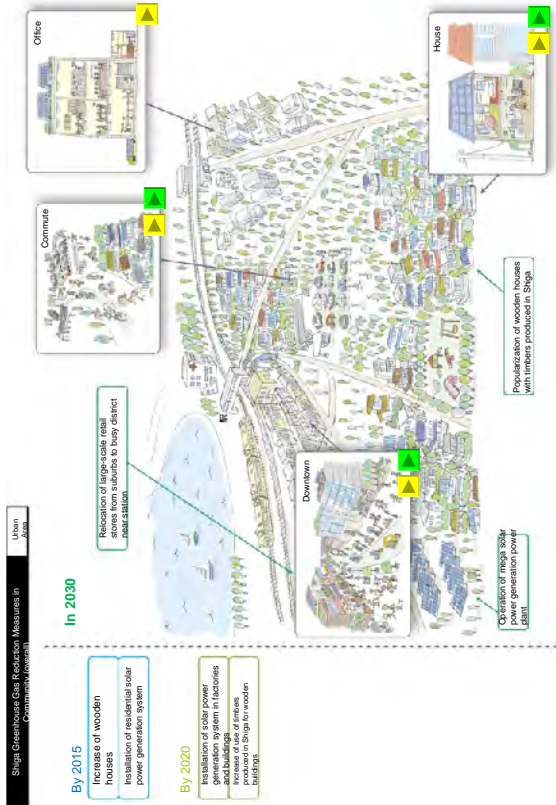 Shiga Greenhouse Gas Reduction Measures in
Community (overall)
Urban
Area
By 2015
Increase of wooden
houses
Installation of residential solar
power generation system
By 2020
Installation of solar power
generation system in factories
and buildings
Increase of use of timbers
produced in Shiga for wooden
buildings
In 2030
Relocation of large-scale retail
stores from suburbs to busy district
near station
Commute
Office
Downtown
House
Operation of mega solar
power generation power
plant
Popularization of wooden houses
with timbers produced in Shiga